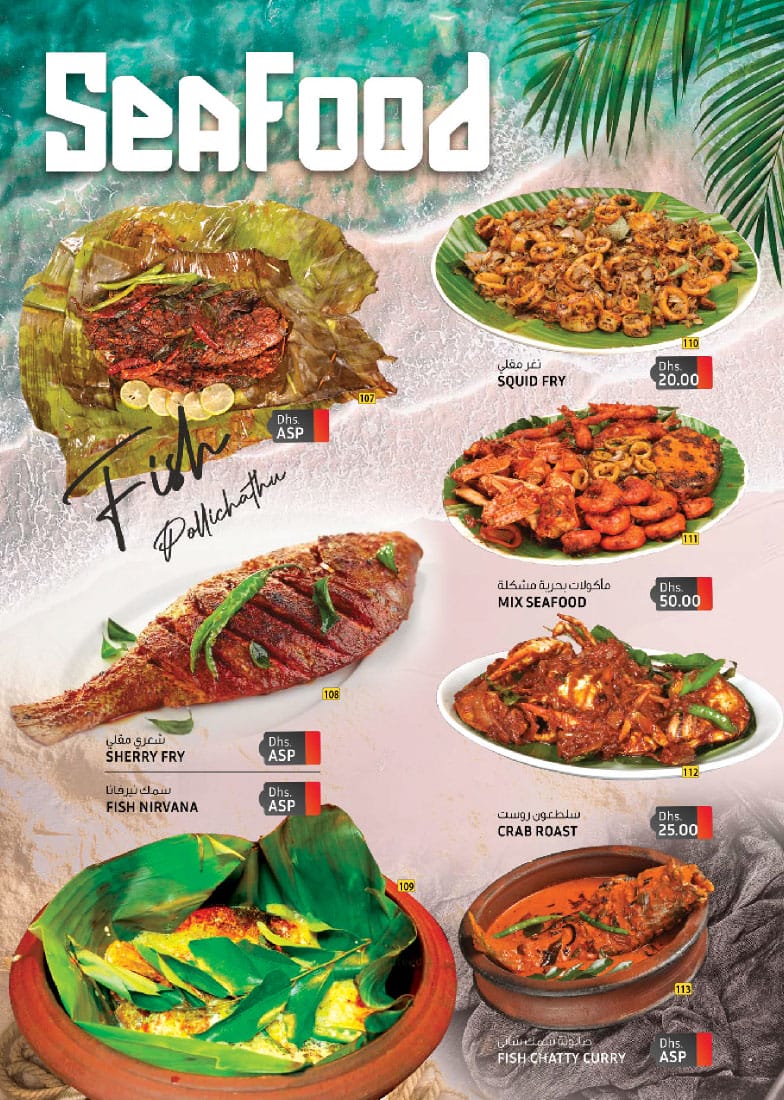 SeaFood
107
Dhs.
ASP
Fish
Pollichathu
110
نغر مقلي
SQUID FRY
Dhs.
20.00
111
مأكولات بحرية مشكلة
MIX SEAFOOD
Dhs.
50.00
108
شعري مقلي
SHERRY FRY
Dhs.
ASP
112
سلطعون روست
CRAB ROAST
Dhs.
25.00
سمك نيرفانا
FISH NIRVANA
Dhs.
ASP
109
113
سمك شاتي
FISH CHATTY CURRY
Dhs.
ASP